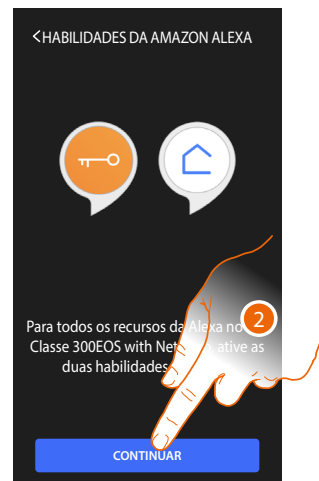 <HABILIDADES DA AMAZON ALEXA
2
Para todos os recursos da Alexa no
Classe 300EOS with Net ative as
duas habilidades
CONTINUAR